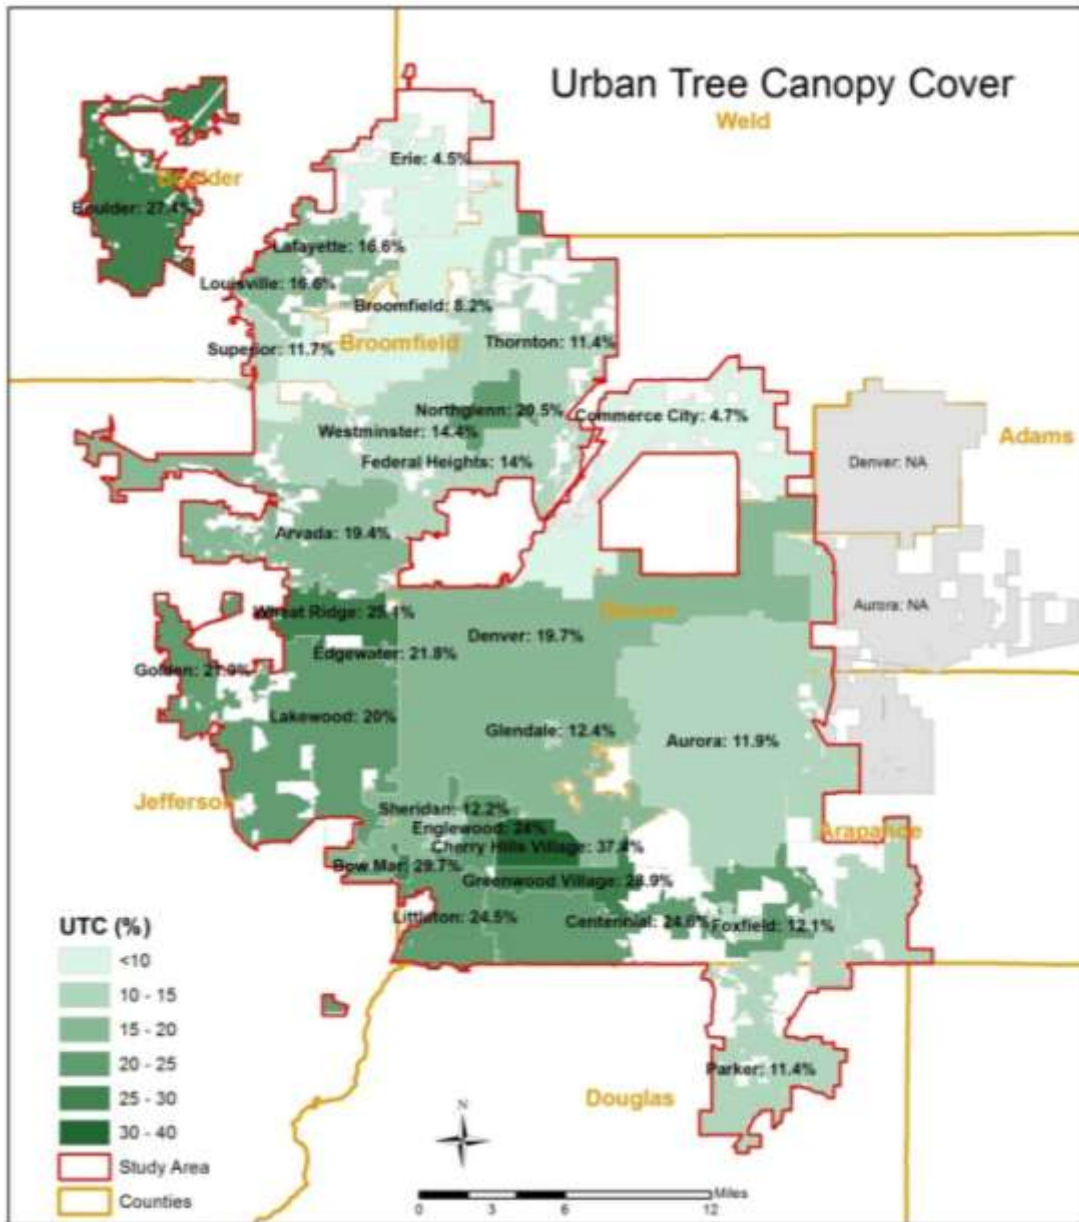 Urban Tree Canopy Cover
Weld
Erie: 4.5%
Boulder
Boulder: 27.4%
Lafayette: 16.6%
Louisville: 16.6%
Broomfield: 8.2%
Superior: 11.7%
Broomfield
Thornton: 11.4%
Northglenn: 20.5%
Commerce City: 4.7%
Westminster: 14.4%
Adams
Federal Heights: 14%
Denver: NA
Arvada: 19.4%
Aurora: NA
Wheat Ridge: 25.1%
Denver
Denver: 19.7%
Edgewater: 21.8%
Golden: 21.9%
Lakewood: 20%
Glendale: 12.4%
Aurora: 11.9%
Jefferson
Sheridan: 12.2%
Englewood: 24%
Arapahoe
Cherry Hills Village: 37.4%
Bow Mar: 29.7%
Greenwood Village: 28.9%
Littleton: 24.5%
Centennial: 24.6%
Foxfield: 12.1%
UTC (%)
<10
10 - 15
15 - 20
20 - 25
25 - 30
30 - 40
Study Area
Counties
Parker: 11.4%
Douglas
N
Miles
0 3 6 12